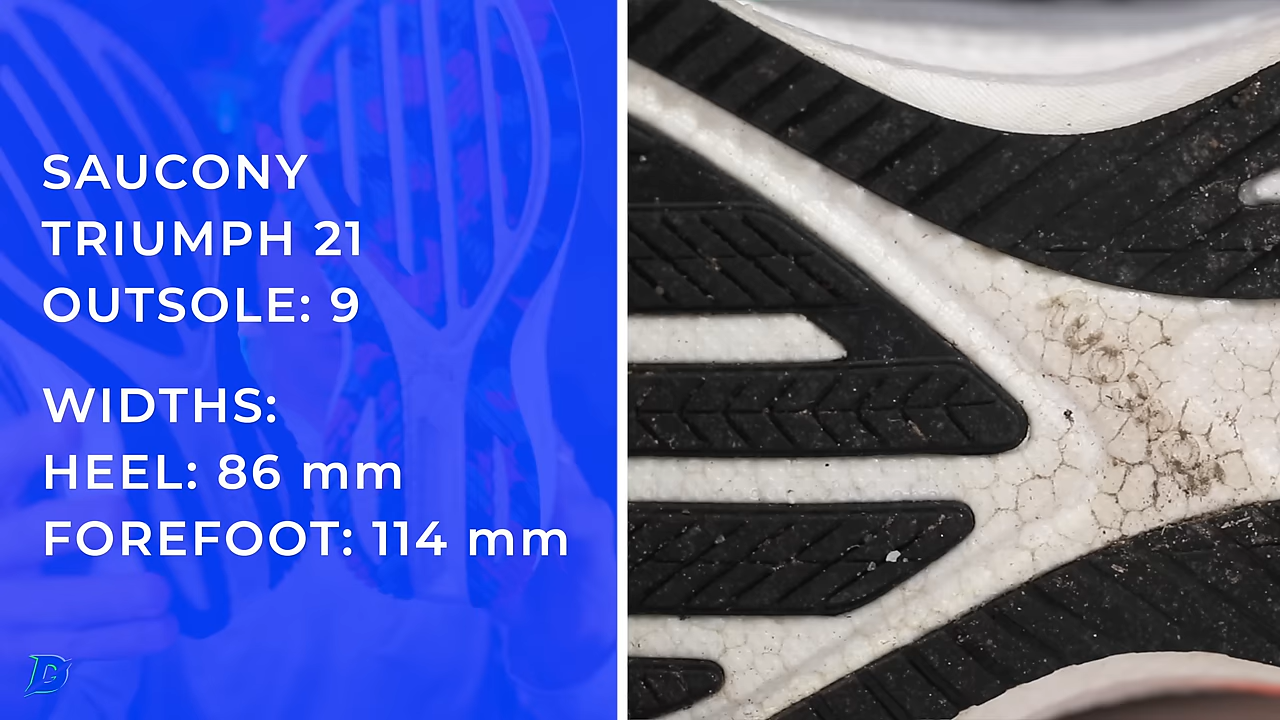 SAUCONY
TRIUMPH 21
OUTSOLE: 9
WIDTHS:
HEEL: 86 mm
FOREFOOT: 114 mm